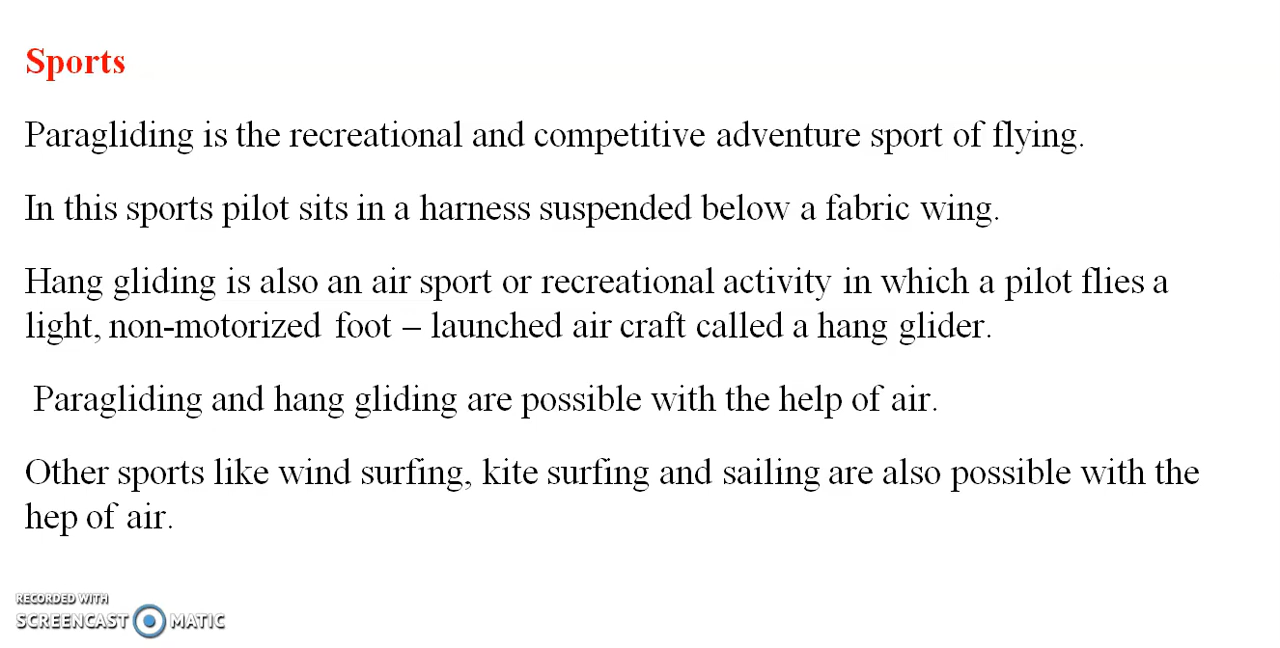 Sports
Paragliding is the recreational and competitive adventure sport of flying.
In this sports pilot sits in a harness suspended below a fabric wing.
Hang gliding is also an air sport or recreational activity in which a pilot flies a
light, non-motorized foot – launched air craft called a hang glider.
Paragliding and hang gliding are possible with the help of air.
Other sports like wind surfing, kite surfing and sailing are also possible with the
hep of air.
RECORDED WITH
SCREENCAST MATIC